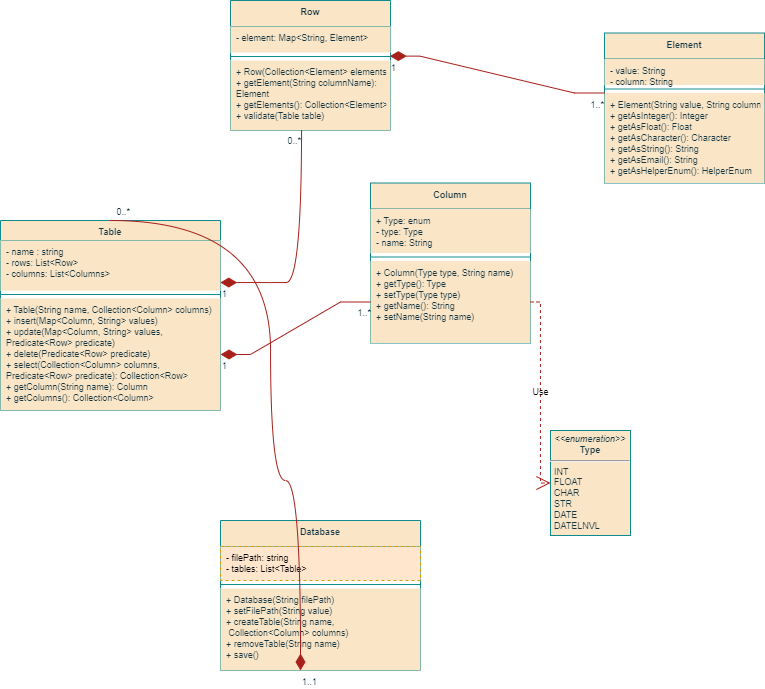 Row
- element: Map<String, Element>
+ Row(Collection<Element> elements
+ getElement(String columnName):
Element
+ getElements(): Collection<Element>
+ validate(Table table)
1
0..*
Element
- value: String
- column: String
1..*
+ Element(String value, String column
+ getAsInteger(): Integer
+ getAsFloat(): Float
+ getAsCharacter(): Character
+ getAsString(): String
+ getAsEmail(): String
+ getAsHelperEnum(): HelperEnum
Column
+ Type: enum
- type: Type
- name: String
+ Column(Type type, String name)
+ getType(): Type
+ setType(Type type)
+ getName(): String
+ setName(String name)
1..*
0..*
Table
- name : string
- rows: List<Row>
- columns: List<Columns>
1
+ Table(String name, Collection<Column> columns)
+ insert(Map<Column, String> values)
+ update(Map<Column, String> values,
Predicate<Row> predicate)
+ delete(Predicate<Row> predicate)
+ select(Collection<Column> columns,
Predicate<Row> predicate): Collection<Row>
+ getColumn(String name): Column
+ getColumns(): Collection<Column>
1
Use
<<enumeration>>
Type
INT
FLOAT
CHAR
STR
DATE
DATELNVL
Database
- filePath: string
- tables: List<Table>
+ Database(String filePath)
+ setFilePath(String value)
+ createTable(String name,
Collection<Column> columns)
+ removeTable(String name)
+ save()
1..1